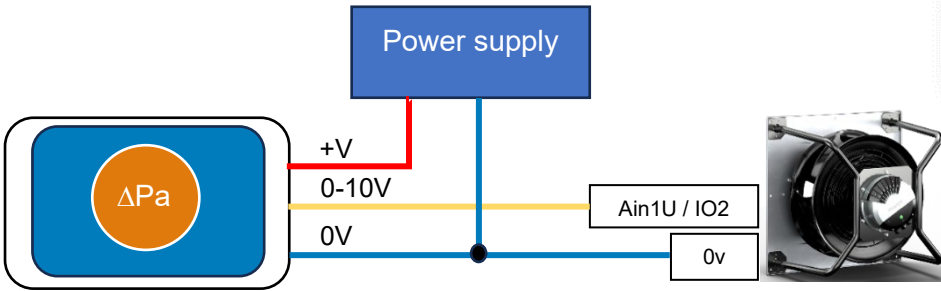 Power supply
+V
ΔPa
0-10V
Ain1U / IO2
0V
0v